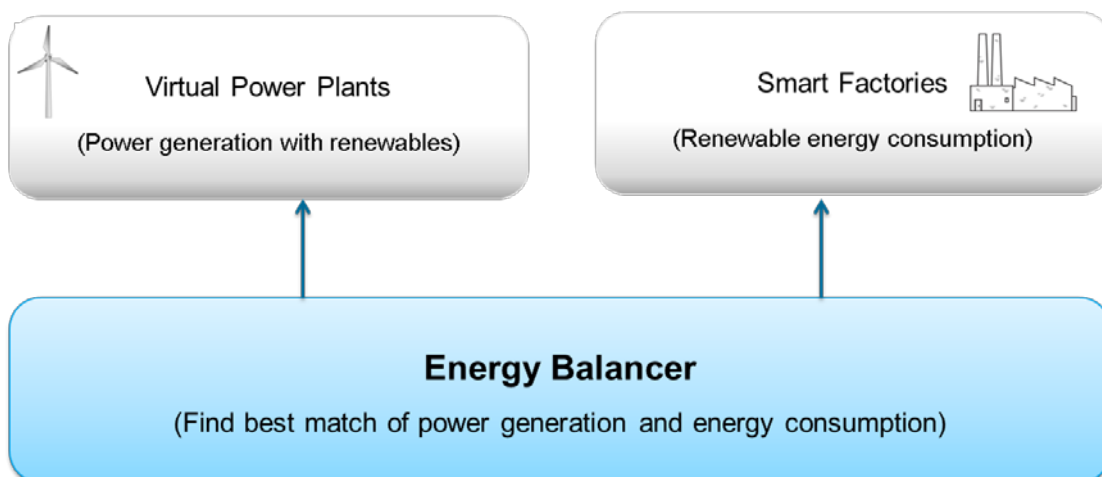 Virtual Power Plants
(Power generation with renewables)
Smart Factories
(Renewable energy consumption)
Energy Balancer
(Find best match of power generation and energy consumption)